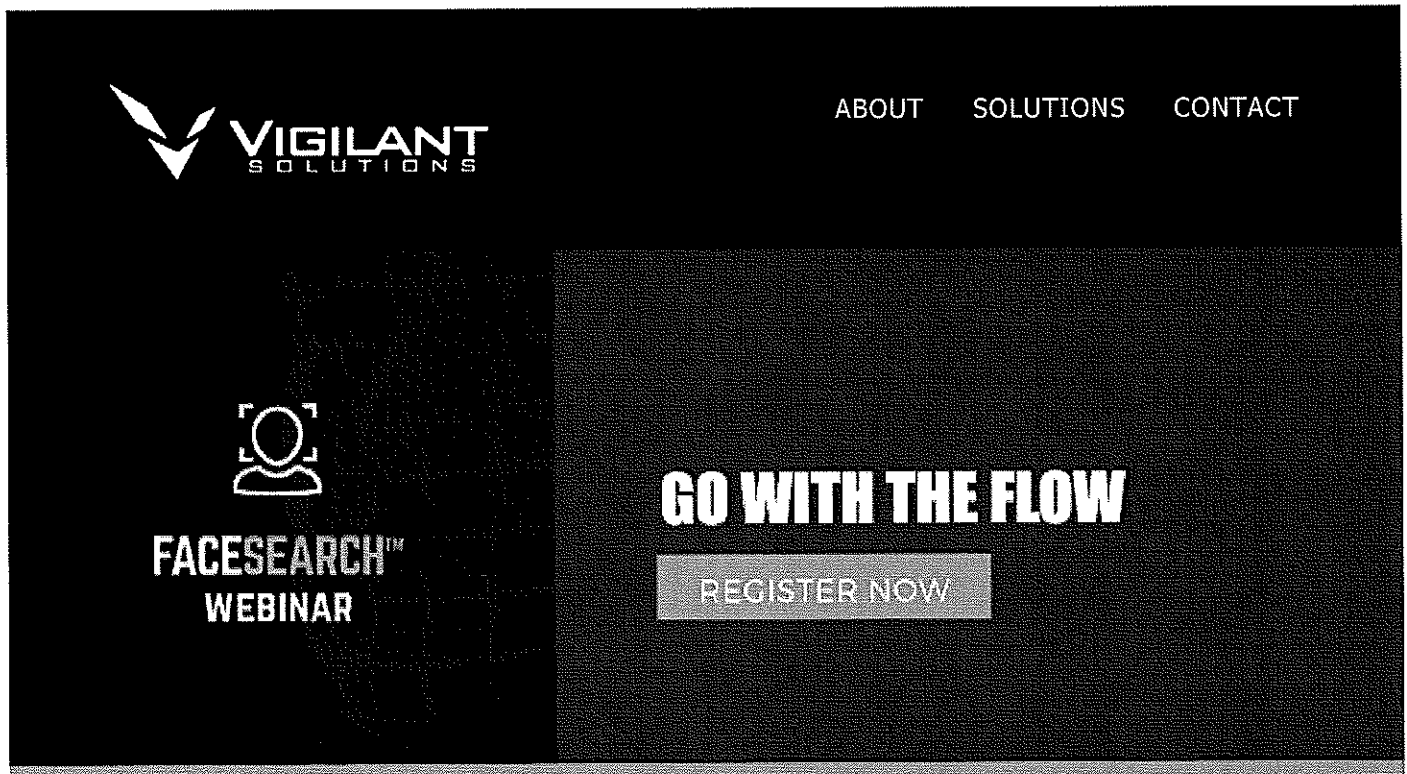 VIGILANT
SOLUTIONS
ABOUT SOLUTIONS CONTACT
FACESEARCH™
WEBINAR
GO WITH THE FLOW
REGISTER NOW